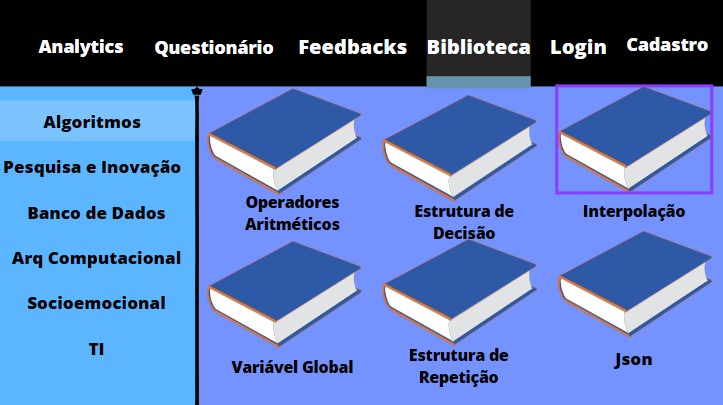 Analytics
Questionário
Feedbacks
Biblioteca
Login
Cadastro
Algoritmos
Pesquisa e Inovação
Banco de Dados
Arq Computacional
Socioemocional
TI
Operadores
Aritméticos
Estrutura de
Decisão
Interpolação
Variável Global
Estrutura de
Repetição
Json